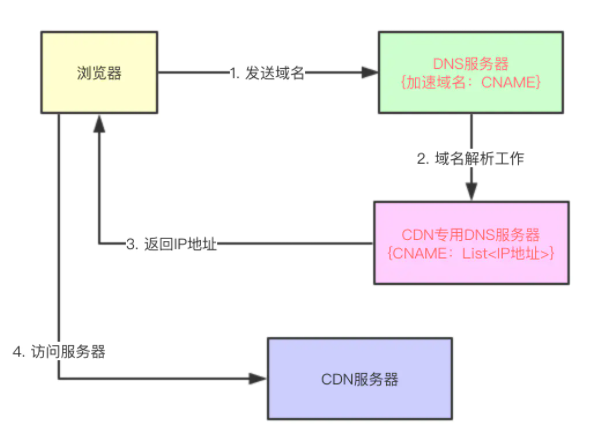 浏览器
1. 发送域名
DNS服务器
{加速域名：CNAME}
2. 域名解析工作
CDN专用DNS服务器
{CNAME：List<IP地址>}
3. 返回IP地址
4. 访问服务器
CDN服务器